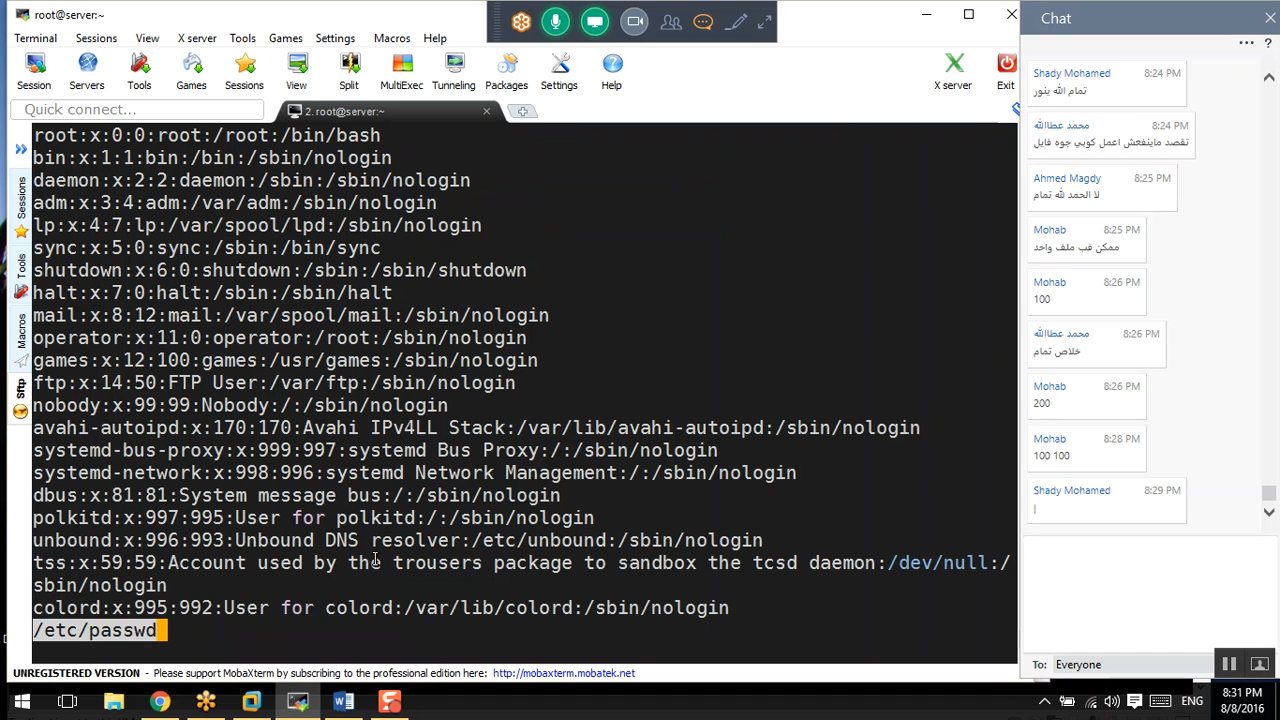 root@server:~
Chat
Terminal Sessions View X server Tools Games Settings Macros Help
Session Servers Tools Games Sessions View Split MultiExec Tunneling Packages Settings Help X server Exit
Quick connect...
2. root@server:~
Sessions
Tools
Macros
Sftp
root:x:0:0:root:/root:/bin/bash
bin:x:1:1:bin:/bin:/sbin/nologin
daemon:x:2:2:daemon:/sbin:/sbin/nologin
adm:x:3:4:adm:/var/adm:/sbin/nologin
lp:x:4:7:lp:/var/spool/lpd:/sbin/nologin
sync:x:5:0:sync:/sbin:/bin/sync
shutdown:x:6:0:shutdown:/sbin:/sbin/shutdown
halt:x:7:0:halt:/sbin:/sbin/halt
mail:x:8:12:mail:/var/spool/mail:/sbin/nologin
operator:x:11:0:operator:/root:/sbin/nologin
games:x:12:100:games:/usr/games:/sbin/nologin
ftp:x:14:50:FTP User:/var/ftp:/sbin/nologin
nobody:x:99:99:Nobody:/:/sbin/nologin
avahi-autoipd:x:170:170:Avahi IPv4LL Stack:/var/lib/avahi-autoipd:/sbin/nologin
systemd-bus-proxy:x:999:997:systemd Bus Proxy:/:/sbin/nologin
systemd-network:x:998:996:systemd Network Management:/:/sbin/nologin
dbus:x:81:81:System message bus:/:/sbin/nologin
polkitd:x:997:995:User for polkitd:/:/sbin/nologin
unbound:x:996:993:Unbound DNS resolver:/etc/unbound:/sbin/nologin
tss:x:59:59:Account used by the trousers package to sandbox the tcsd daemon:/dev/null:/
sbin/nologin
colord:x:995:992:User for colord:/var/lib/colord:/sbin/nologin
/etc/passwd
Shady Mohamed 8:24 PM
تمام الله ينور
محمد عطاالله 8:24 PM
تقصد ماينفعش اعمل كوبي جوه فايل
Ahmed Magdy 8:25 PM
لا الحمد لله تمام
Mohab 8:25 PM
ممكن فب ملف واحد
Mohab 8:26 PM
100
محمد عطاالله 8:26 PM
خلاص تمام
Mohab 8:26 PM
200
Mohab 8:28 PM
100 100
Shady Mohamed 8:29 PM
To: Everyone
UNREGISTERED VERSION - Please support MobaXterm by subscribing to the professional edition here: http://mobaxterm.mobatek.net
ENG
8:31 PM
8/8/2016